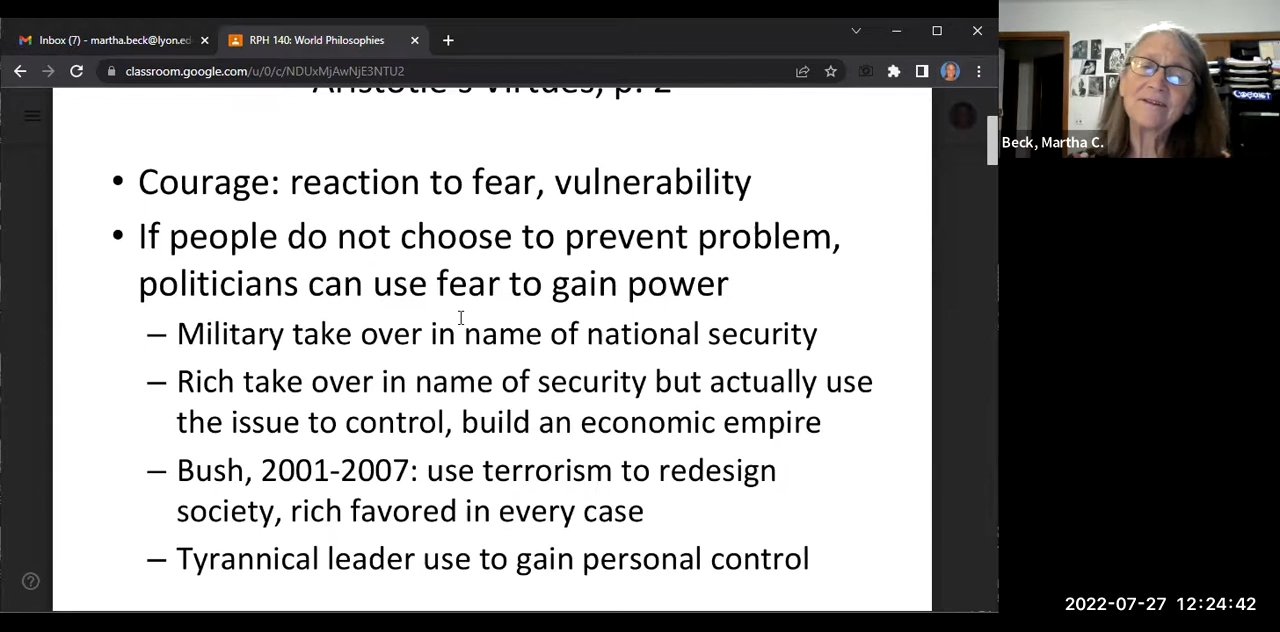 Inbox (7) - martha.beck@lyon.ed
RPH 140: World Philosophies
classroom.google.com/u/0/c/NDUxMjAwNjE3NTU2
Aristotle's Virtues, p. 2
Beck, Martha C.
• Courage: reaction to fear, vulnerability
• If people do not choose to prevent problem,
politicians can use fear to gain power
– Military take over in name of national security
– Rich take over in name of security but actually use
the issue to control, build an economic empire
– Bush, 2001-2007: use terrorism to redesign
society, rich favored in every case
– Tyrannical leader use to gain personal control
2022-07-27 12:24:42